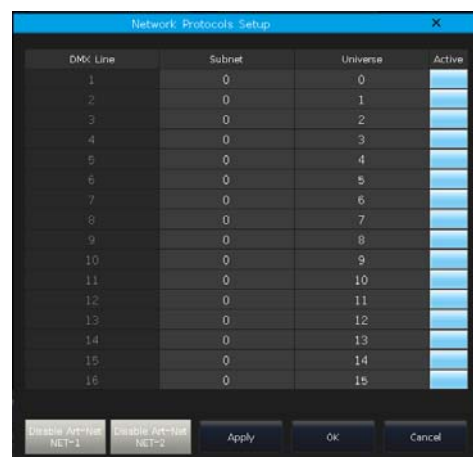 Network Protocols Setup X
DMX Line Subnet Universe Active
1 0 0
2 0 1
3 0 2
4 0 3
5 0 4
6 0 5
7 0 6
8 0 7
9 0 8
10 0 9
11 0 10
12 0 11
13 0 12
14 0 13
15 0 14
16 0 15
Disable Art-Net NET-1 Disable Art-Net NET-2 Apply OK Cancel